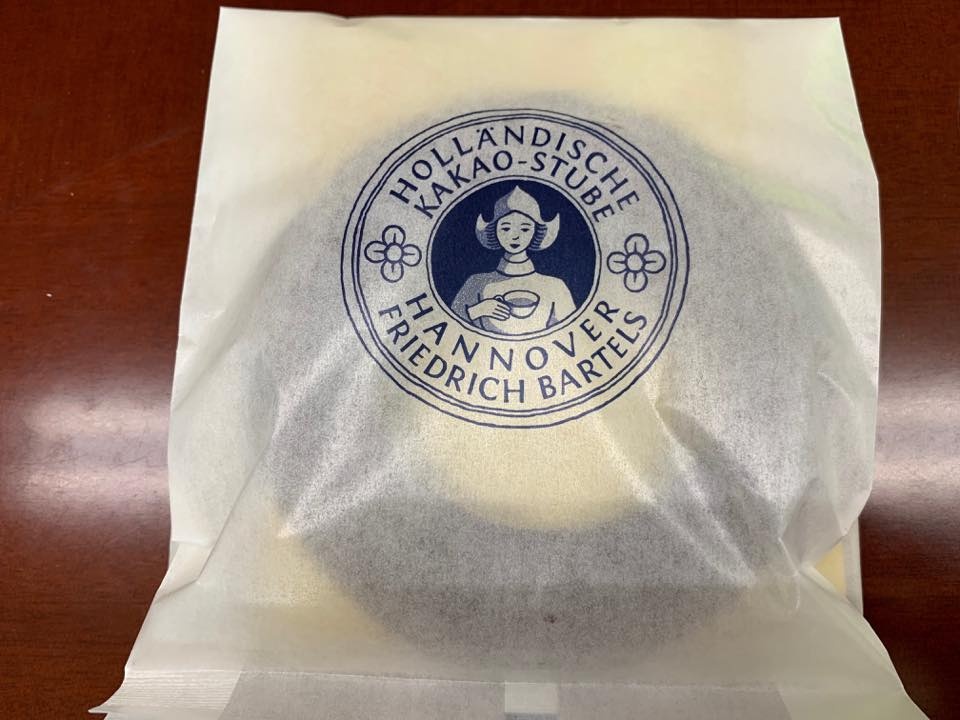 HOLLÄNDISCHE
KAKAO-STUBE
HANNOVER
FRIEDRICH BARTELS